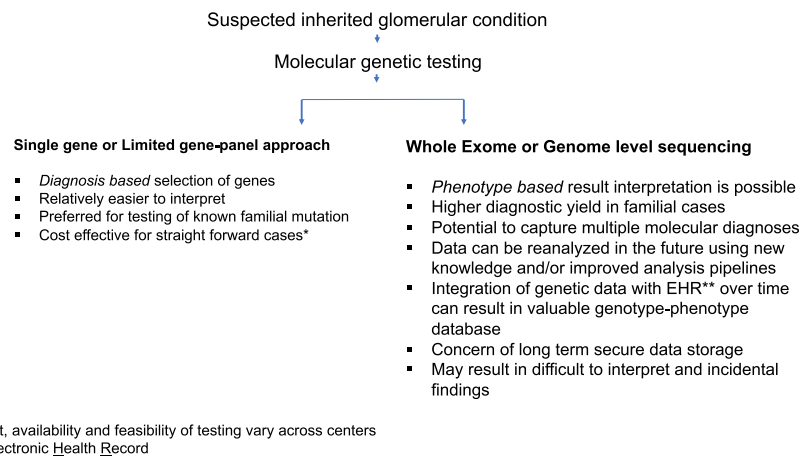 Suspected inherited glomerular condition
Molecular genetic testing
Single gene or Limited gene-panel approach
▪ Diagnosis based selection of genes
▪ Relatively easier to interpret
▪ Preferred for testing of known familial mutation
▪ Cost effective for straight forward cases*
Whole Exome or Genome level sequencing
▪ Phenotype based result interpretation is possible
▪ Higher diagnostic yield in familial cases
▪ Potential to capture multiple molecular diagnoses
▪ Data can be reanalyzed in the future using new
knowledge and/or improved analysis pipelines
▪ Integration of genetic data with EHR** over time
can result in valuable genotype-phenotype
database
▪ Concern of long term secure data storage
▪ May result in difficult to interpret and incidental
findings
t, availability and feasibility of testing vary across centers
ectronic Health Record